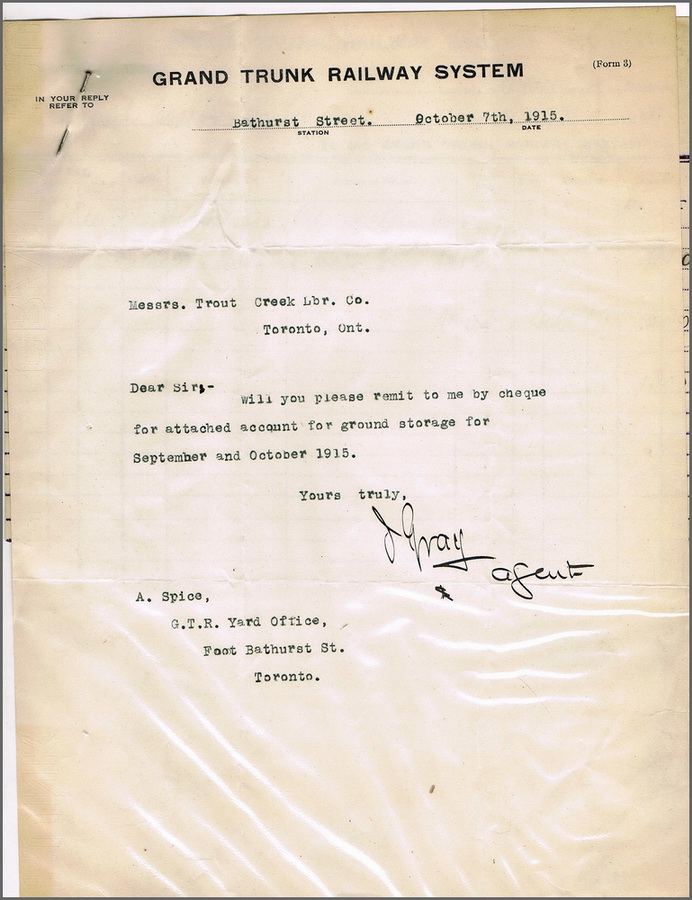 GRAND TRUNK RAILWAY SYSTEM
(Form 3)
IN YOUR REPLY
REFER TO
Bathurst Street. October 7th, 1915.
STATION DATE
Messrs. Trout Creek Lbr. Co.
Toronto, Ont.
Dear Sir;-
Will you please remit to me by cheque
for attached account for ground storage for
September and October 1915.
Yours truly,
J Gray
agent
A. Spice,
G.T.R. Yard Office,
Foot Bathurst St.
Toronto.